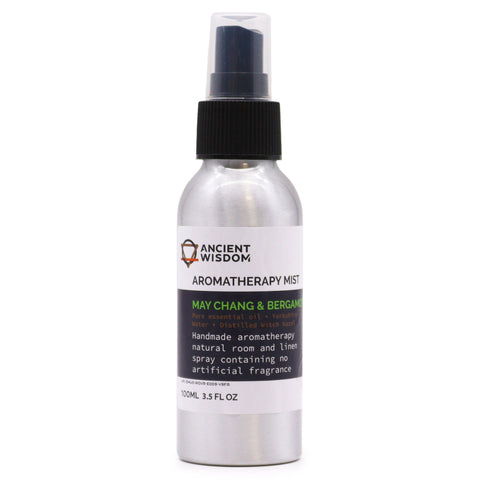 ANCIENT
WISDOM
AROMATHERAPY MIST
MAY CHANG & BERGAMO
Pure essential oil • Yorkshire
Water • Distilled Witch hazel
Handmade aromatherapy
natural room and linen
spray containing no
artificial fragrance
100ML 3.5 FL OZ